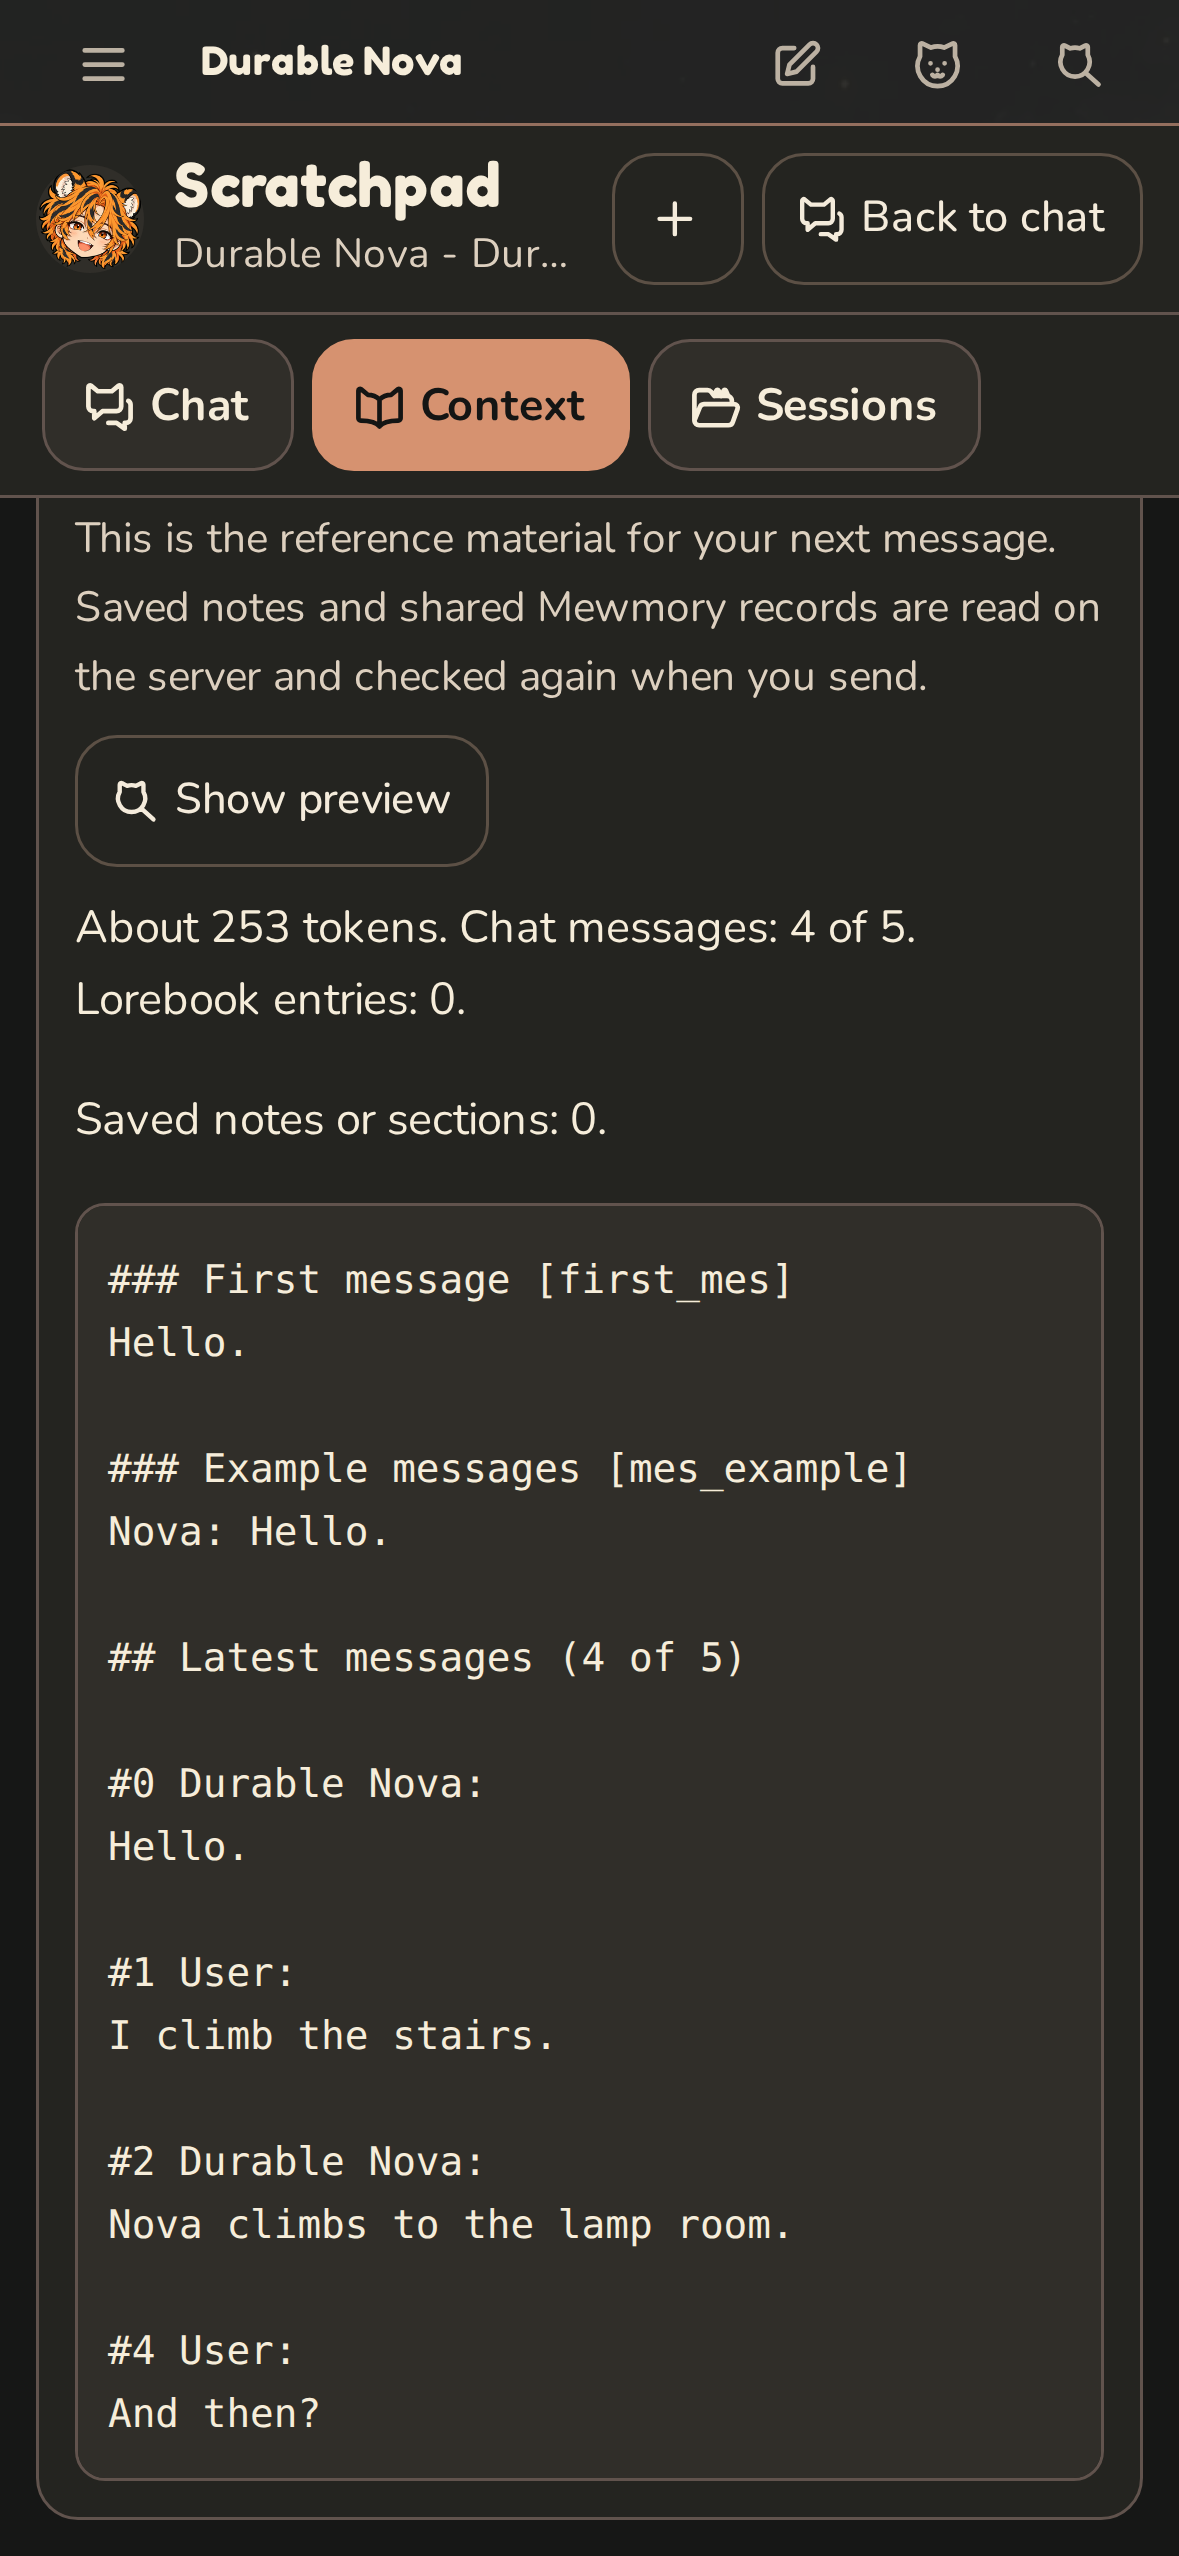 Durable Nova
Scratchpad
Durable Nova - Dur...
+
Back to chat
Chat
Context
Sessions
This is the reference material for your next message.
Saved notes and shared Mewmory records are read on
the server and checked again when you send.
Show preview
About 253 tokens. Chat messages: 4 of 5.
Lorebook entries: 0.
Saved notes or sections: 0.
### First message [first_mes]
Hello.
### Example messages [mes_example]
Nova: Hello.
## Latest messages (4 of 5)
#0 Durable Nova:
Hello.
#1 User:
I climb the stairs.
#2 Durable Nova:
Nova climbs to the lamp room.
#4 User:
And then?